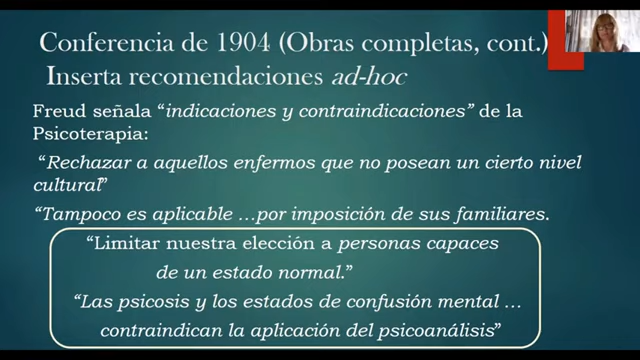 Conferencia de 1904 (Obras completas, cont.)
Inserta recomendaciones ad-hoc
Freud señala “indicaciones y contraindicaciones” de la
Psicoterapia:
“Rechazar a aquellos enfermos que no posean un cierto nivel
cultural”
“Tampoco es aplicable …por imposición de sus familiares.
“Limitar nuestra elección a personas capaces
de un estado normal.”
“Las psicosis y los estados de confusión mental …
contraindican la aplicación del psicoanálisis”